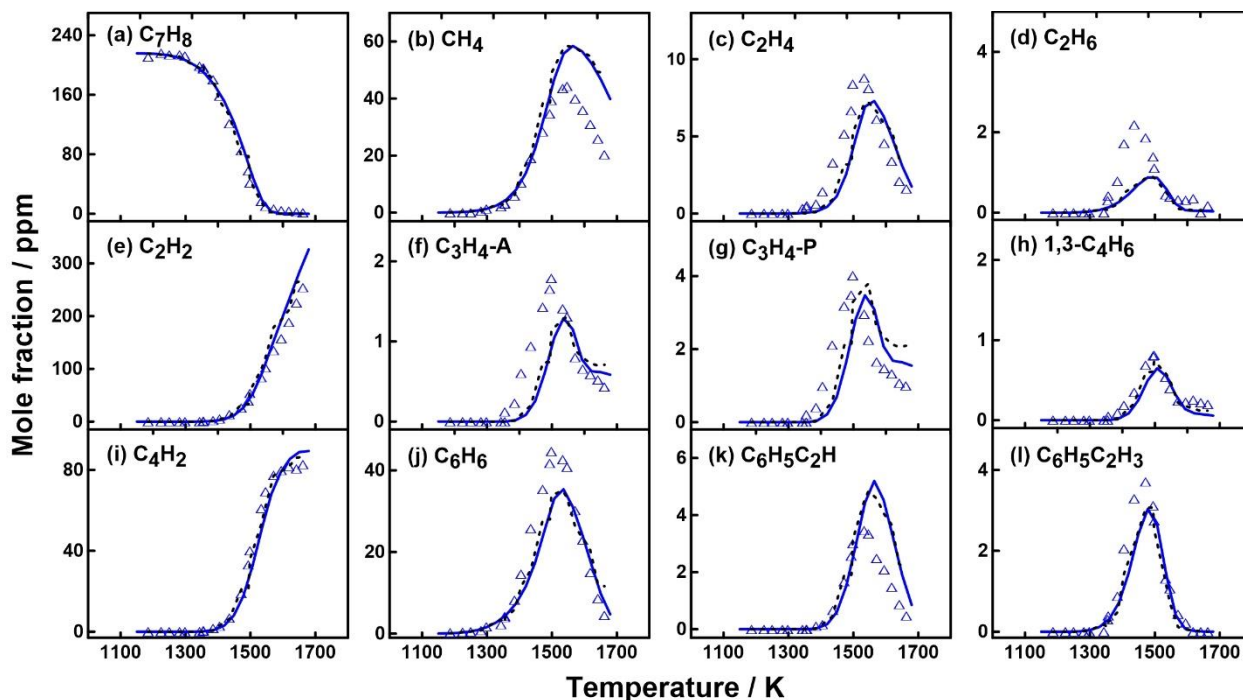 (a) C7H8
(b) CH4
(c) C2H4
(d) C2H6
240
160
80
0
60
40
20
0
10
5
0
6
4
2
0
(e) C2H2
(f) C3H4-A
(g) C3H4-P
(h) 1,3-C4H6
300
200
100
0
2
1
0
4
2
0
2
1
0
(i) C4H2
(j) C6H6
(k) C6H5C2H
(l) C6H5C2H3
80
40
0
40
20
0
6
4
2
0
4
2
0
1100 1300 1500 1700
1100 1300 1500 1700
1100 1300 1500 1700
1100 1300 1500 1700
Mole fraction / ppm
Temperature / K